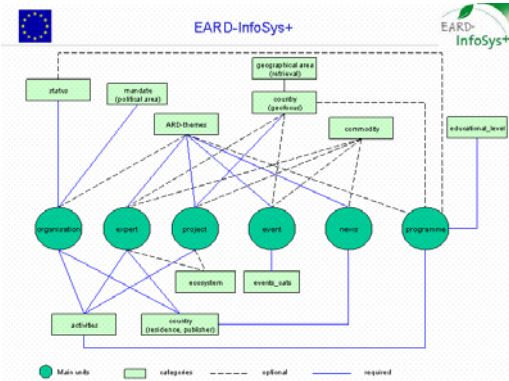 EARD-InfoSys+
EARD-
InfoSys+
geographical area
(retrieval)
status
mandate
(political area)
country
(geofocus)
ARD-themes
commodity
educational_level
organization
expert
project
event
news
programme
ecosystem
events_cats
activities
country
(residence, publisher)
Main units
categories
optional
required